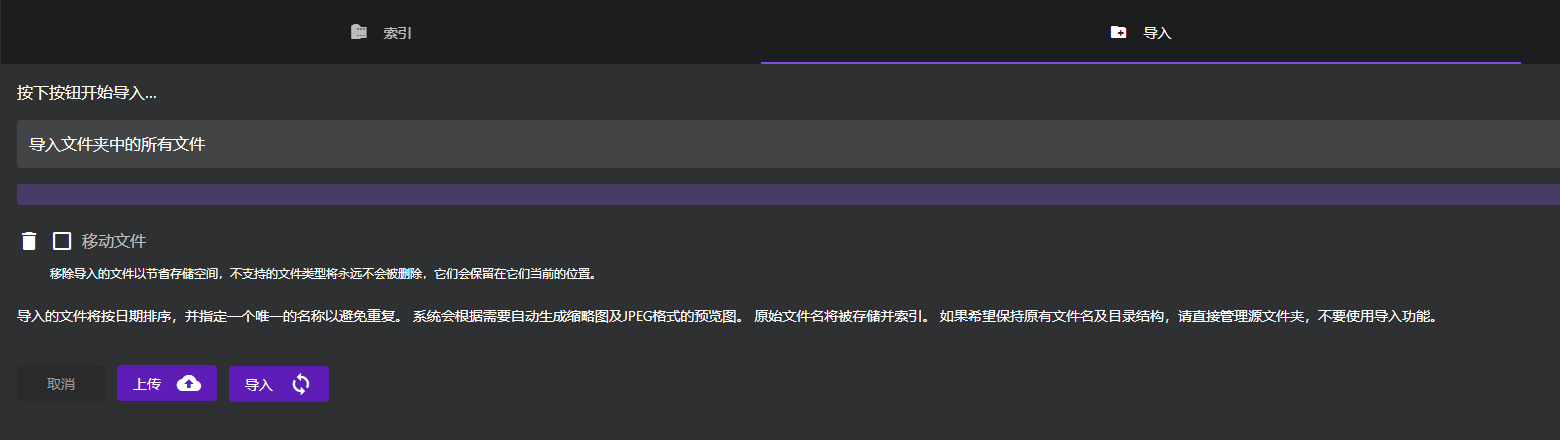 索引
导入
按下按钮开始导入...
导入文件夹中的所有文件
移动文件
移除导入的文件以节省存储空间，不支持的文件类型将永远不会被删除，它们会保留在它们当前的位置。
导入的文件将按日期排序，并指定一个唯一的名称以避免重复。 系统会根据需要自动生成缩略图及JPEG格式的预览图。 原始文件名将被存储并索引。 如果希望保持原有文件名及目录结构，请直接管理源文件夹，不要使用导入功能。
取消
上传
导入